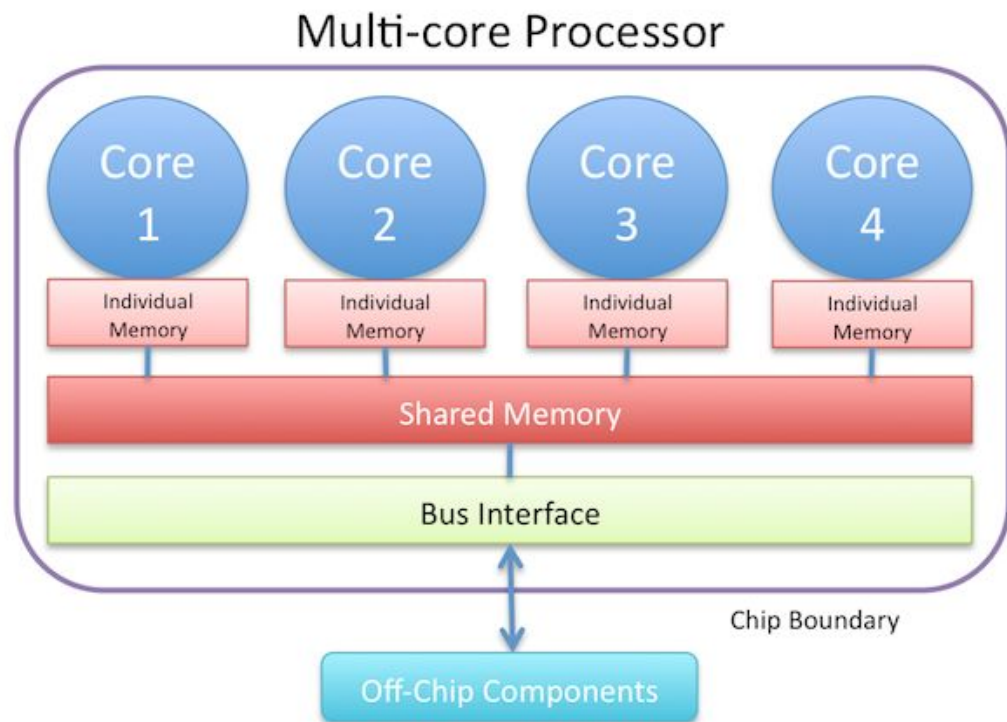 Multi-core Processor
Core
1
Core
2
Core
3
Core
4
Individual
Memory
Individual
Memory
Individual
Memory
Individual
Memory
Shared Memory
Bus Interface
Chip Boundary
Off-Chip Components